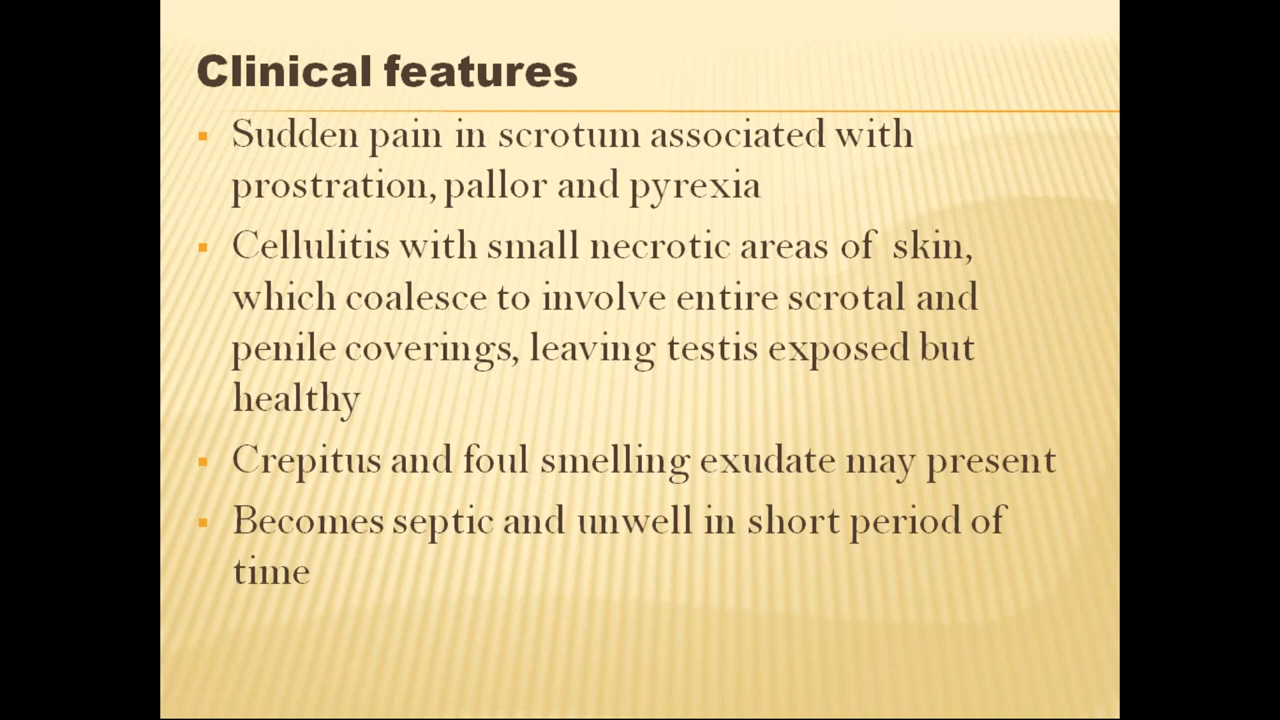 Clinical features
▪ Sudden pain in scrotum associated with
prostration, pallor and pyrexia
▪ Cellulitis with small necrotic areas of skin,
which coalesce to involve entire scrotal and
penile coverings, leaving testis exposed but
healthy
▪ Crepitus and foul smelling exudate may present
▪ Becomes septic and unwell in short period of
time